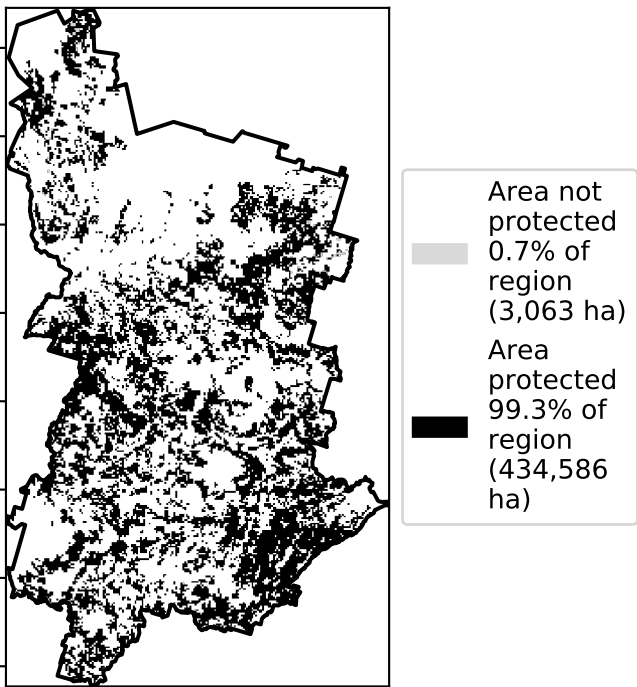 Area not
protected
0.7% of
region
(3,063 ha)
Area
protected
99.3% of
region
(434,586
ha)